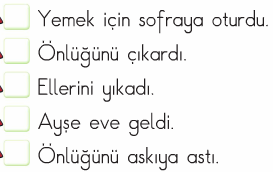 Yemek için sofraya oturdu.
Önlüğünü çıkardı.
Ellerini yıkadı.
Ayşe eve geldi.
Önlüğünü askıya astı.